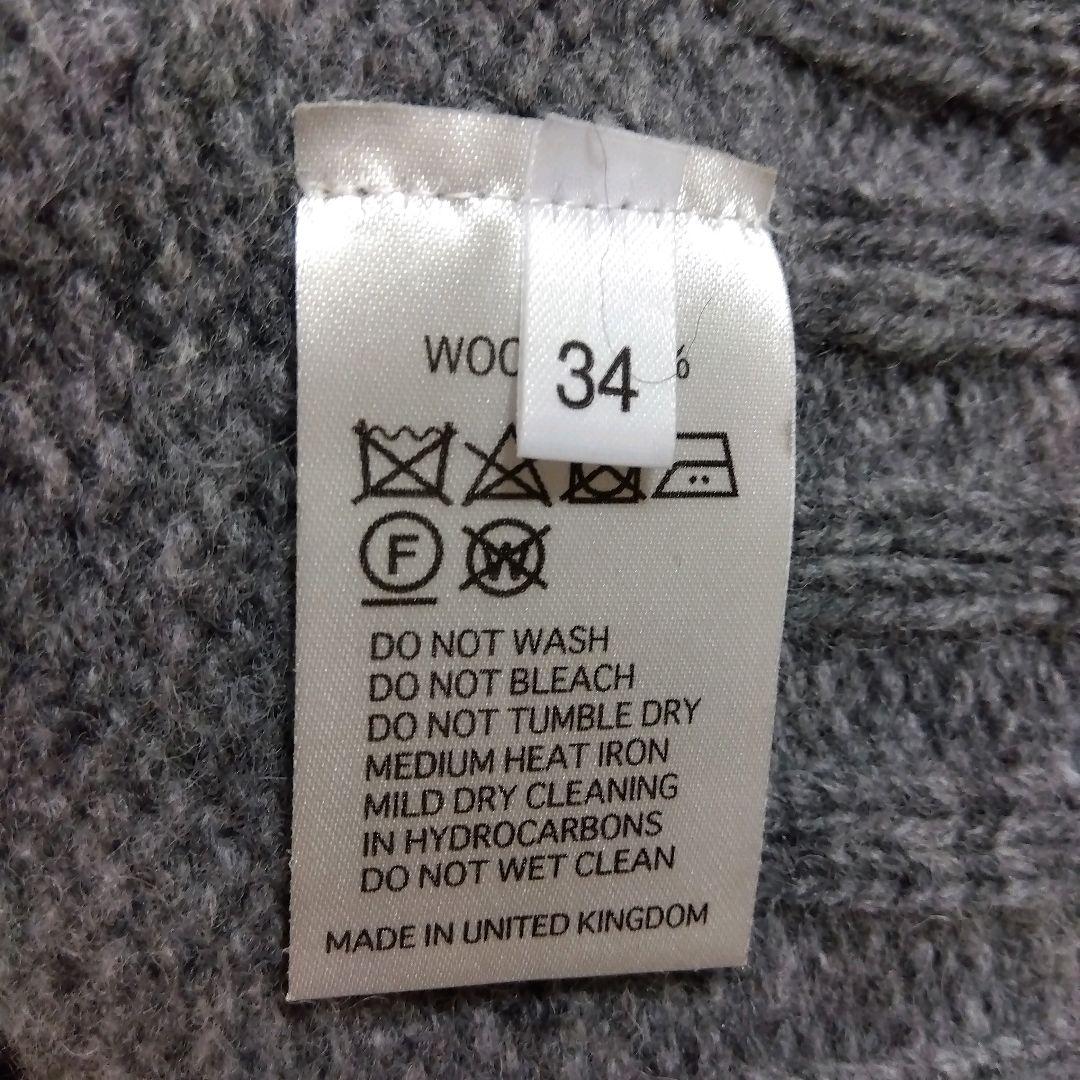 34
%
DO NOT WASH
DO NOT BLEACH
DO NOT TUMBLE DRY
MEDIUM HEAT IRON
MILD DRY CLEANING
IN HYDROCARBONS
DO NOT WET CLEAN
MADE IN UNITED KINGDOM
F
W